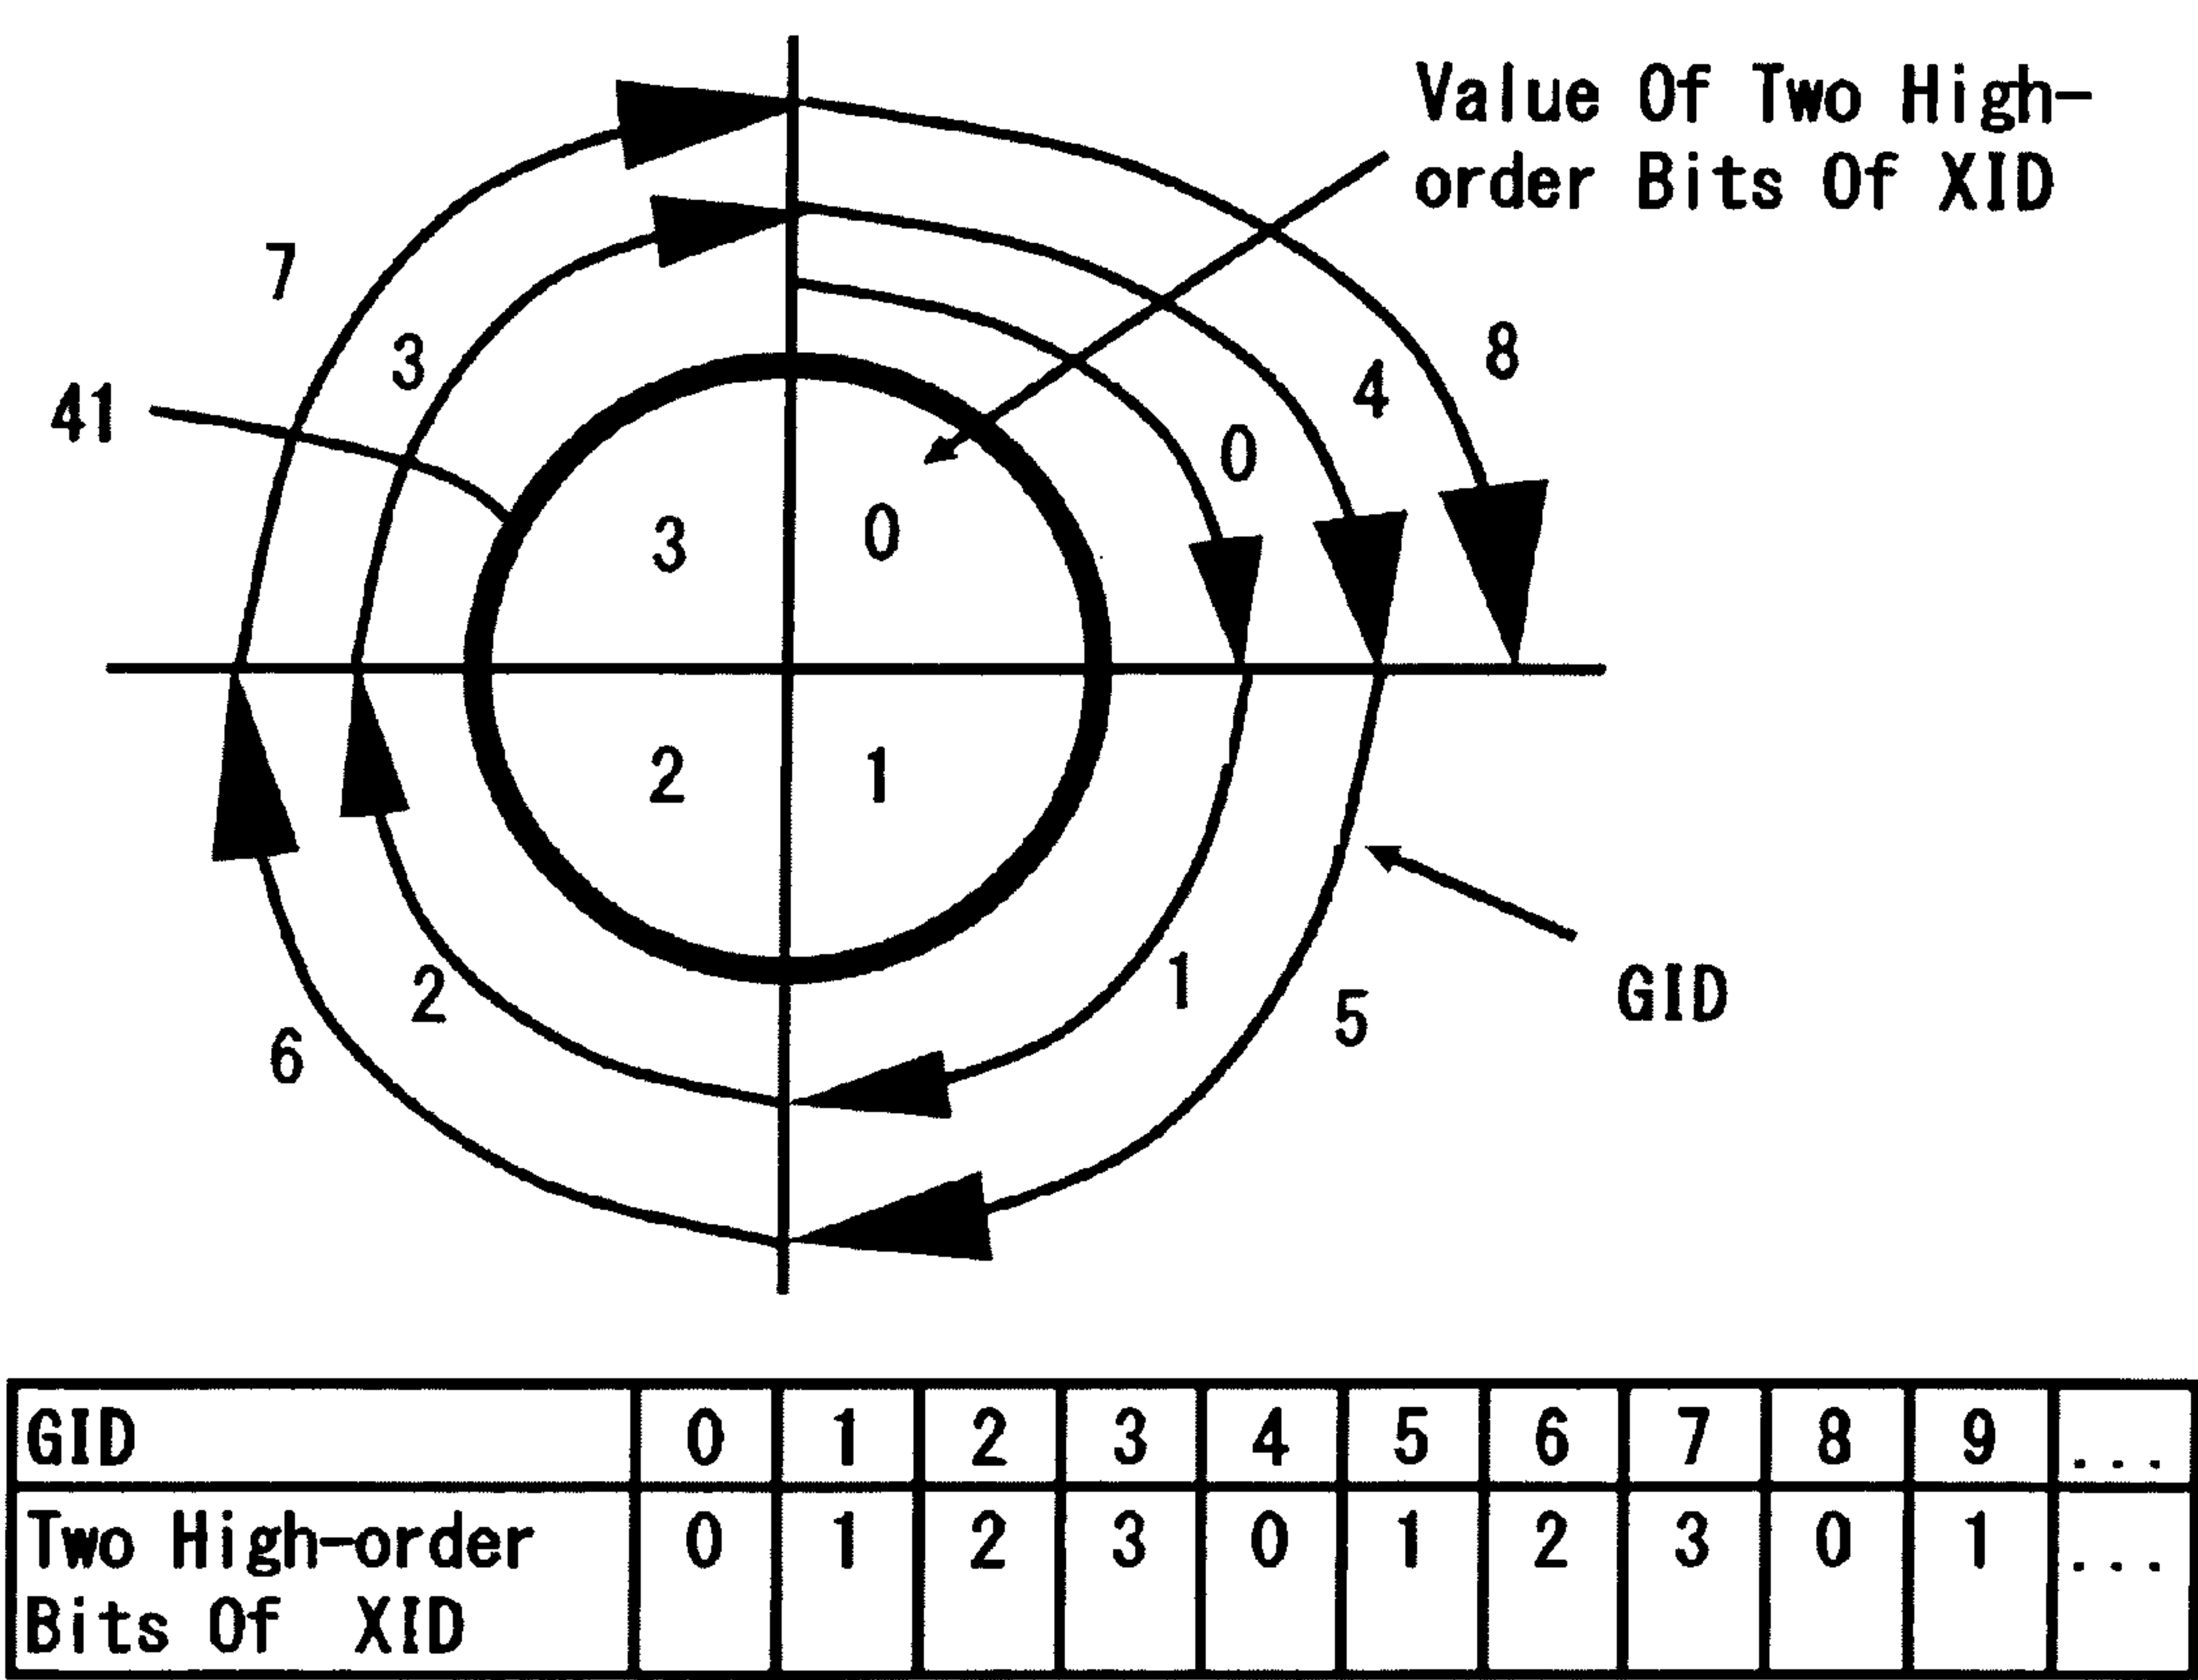 Value Of Two High-
order Bits Of XID
7
3
8
4
41
0
3
0
2
1
2
1
GID
5
6
GID 0 1 2 3 4 5 6 7 8 9 ...
Two High-order 0 1 2 3 0 1 2 3 0 1 ...
Bits Of XID